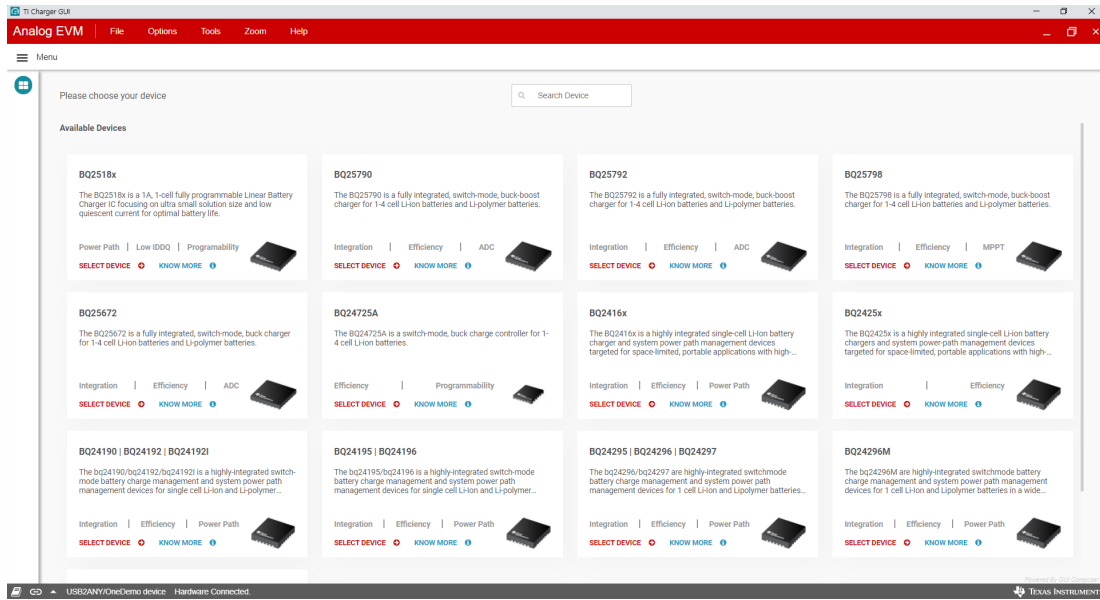 TI Charger GUI
Analog EVM File Options Tools Zoom Help
Menu
Please choose your device
Search Device
Available Devices
BQ2518x
The BQ2518x is a 1A, 1-cell fully programmable Linear Battery
Charger IC focusing on ultra small solution size and low
quiescent current for optimal battery life.
Power Path | Low IDDQ | Programability
SELECT DEVICE KNOW MORE
BQ25790
The BQ25790 is a fully integrated, switch-mode, buck-boost
charger for 1-4 cell Li-ion batteries and Li-polymer batteries.
Integration | Efficiency | ADC
SELECT DEVICE KNOW MORE
BQ25792
The BQ25792 is a fully integrated, switch-mode, buck-boost
charger for 1-4 cell Li-ion batteries and Li-polymer batteries.
Integration | Efficiency | ADC
SELECT DEVICE KNOW MORE
BQ25798
The BQ25798 is a fully integrated, switch-mode, buck-boost
charger for 1-4 cell Li-ion batteries and Li-polymer batteries.
Integration | Efficiency | MPPT
SELECT DEVICE KNOW MORE
BQ25672
The BQ25672 is a fully integrated, switch-mode, buck charger
for 1-4 cell Li-ion batteries and Li-polymer batteries.
Integration | Efficiency | ADC
SELECT DEVICE KNOW MORE
BQ24725A
The BQ24725A is a switch-mode, buck charge controller for 1-
4 cell Li-ion batteries.
Efficiency | Programmability
SELECT DEVICE KNOW MORE
BQ2416x
The BQ2416x is a highly integrated single-cell Li-Ion battery
charger and system power path management devices
targeted for space-limited, portable applications with high-...
Integration | Efficiency | Power Path
SELECT DEVICE KNOW MORE
BQ2425x
The BQ2425x is a highly integrated single-cell Li-Ion battery
chargers and system power-path management devices
targeted for space-limited, portable applications with high-...
Integration | Efficiency
SELECT DEVICE KNOW MORE
BQ24190 | BQ24192 | BQ24192I
The bq24190/bq24192/bq24192I is a highly-integrated switch-
mode battery charge management and system power path
management devices for single cell Li-Ion and Li-polymer...
Integration | Efficiency | Power Path
SELECT DEVICE KNOW MORE
BQ24195 | BQ24196
The bq24195/bq24196 is a highly-integrated switch-mode
battery charge management and system power path
management devices for single cell Li-Ion and Li-polymer...
Integration | Efficiency | Power Path
SELECT DEVICE KNOW MORE
BQ24295 | BQ24296 | BQ24297
The bq24296/bq24297 are highly-integrated switchmode
battery charge management and system power path
management devices for 1 cell Li-Ion and Lipolymer batteries...
Integration | Efficiency | Power Path
SELECT DEVICE KNOW MORE
BQ24296M
The bq24296M are highly-integrated switchmode battery
charge management and system power path management
devices for 1 cell Li-Ion and Lipolymer batteries in a wide...
Integration | Efficiency | Power Path
SELECT DEVICE KNOW MORE
Powered By GUI Composer
USB2ANY/OneDemo device Hardware Connected.
TEXAS INSTRUMENT